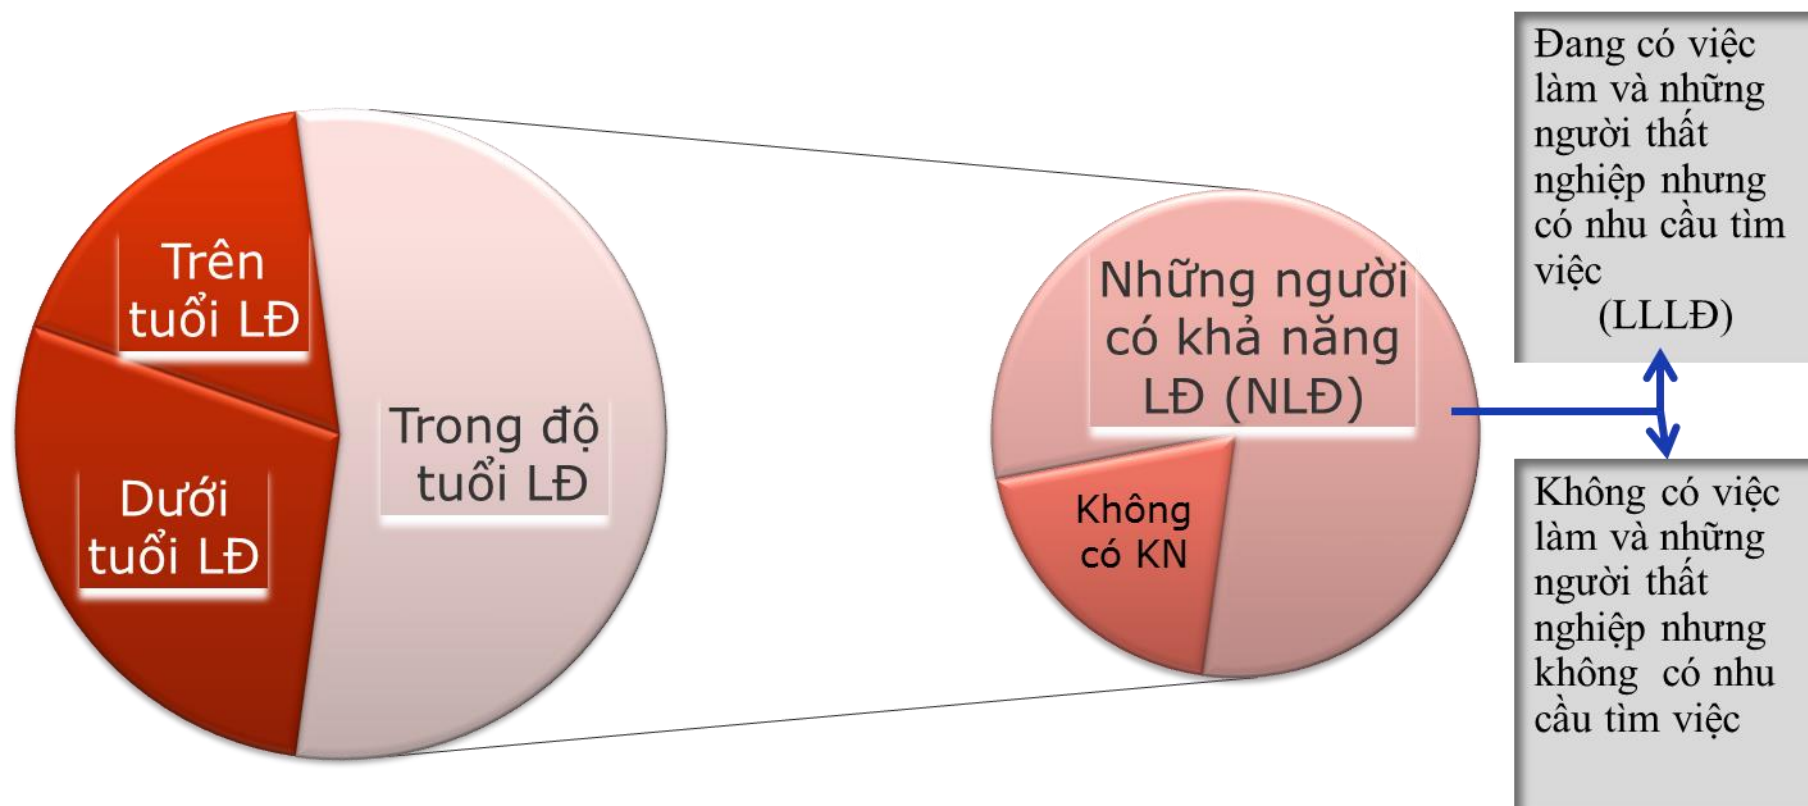 Trên
tuổi LĐ
Dưới
tuổi LĐ
Trong độ
tuổi LĐ
Những người
có khả năng
LĐ (NLĐ)
Không
có KN
Đang có việc
làm và những
người thất
nghiệp nhưng
có nhu cầu tìm
việc
(LLLĐ)
Không có việc
làm và những
người thất
nghiệp nhưng
không có nhu
cầu tìm việc